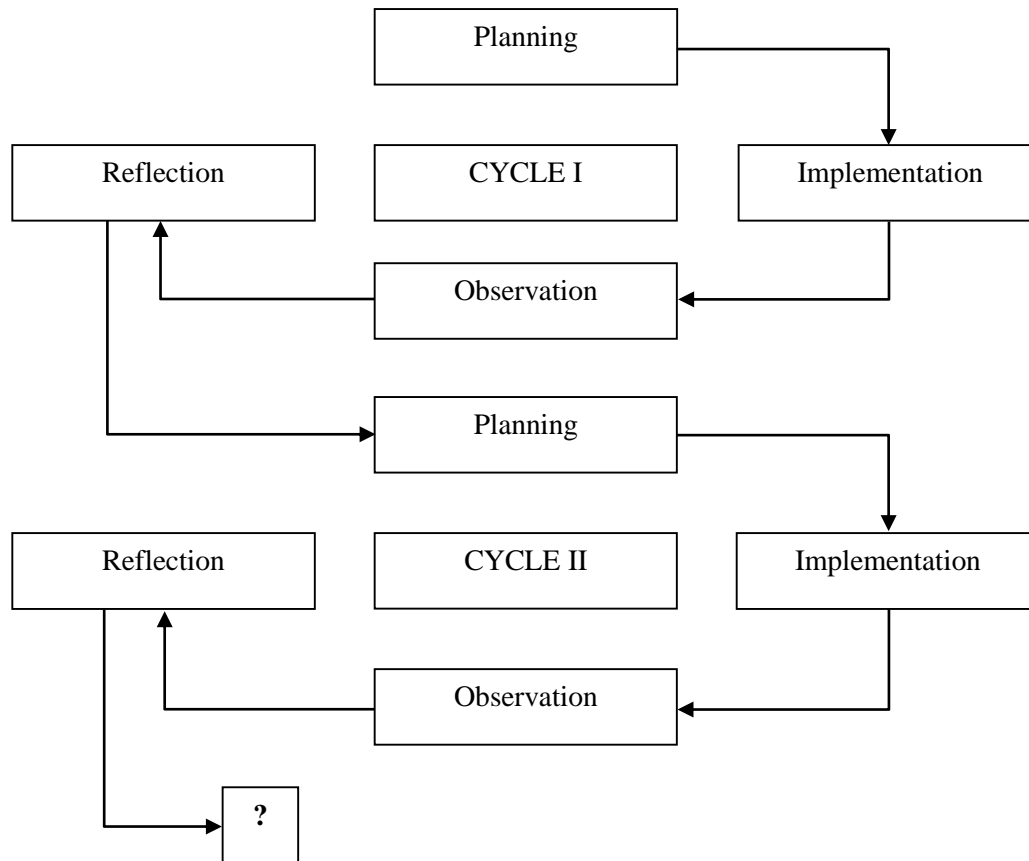 Planning
Reflection
CYCLE I
Implementation
Observation
Planning
Reflection
CYCLE II
Implementation
Observation
?